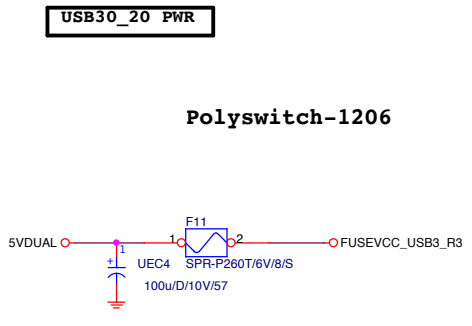 USB30_20 PWR
Polyswitch-1206
F11
5VDUAL 1 2 FUSEVCC_USB3_R3
1
+ UEC4 SPR-P260T/6V/8/S
100u/D/10V/57